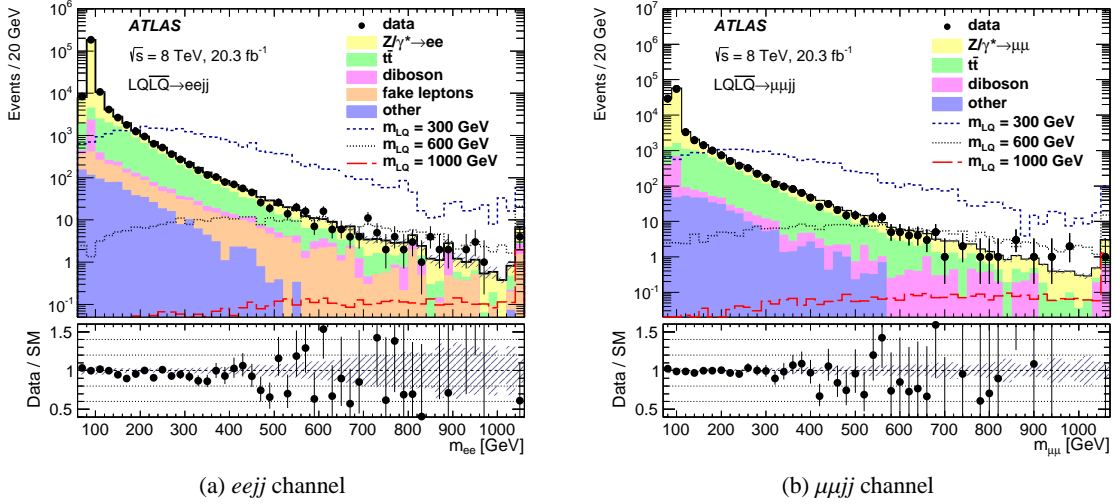 Events / 20 GeV
10⁶
10⁵
10⁴
10³
10²
10
1
10⁻¹
ATLAS
√s = 8 TeV, 20.3 fb⁻¹
LQL̅Q̅→eejj
data
Z/γ*→ee
tt̄
diboson
fake leptons
other
m_LQ = 300 GeV
m_LQ = 600 GeV
m_LQ = 1000 GeV
Data / SM
1.5
1
0.5
100 200 300 400 500 600 700 800 900 1000
m_ee [GeV]
(a) eejj channel
Events / 20 GeV
10⁷
10⁶
10⁵
10⁴
10³
10²
10
1
10⁻¹
ATLAS
√s = 8 TeV, 20.3 fb⁻¹
LQL̅Q̅→μμjj
data
Z/γ*→μμ
tt̄
diboson
other
m_LQ = 300 GeV
m_LQ = 600 GeV
m_LQ = 1000 GeV
Data / SM
1.5
1
0.5
100 200 300 400 500 600 700 800 900 1000
m_μμ [GeV]
(b) μμjj channel